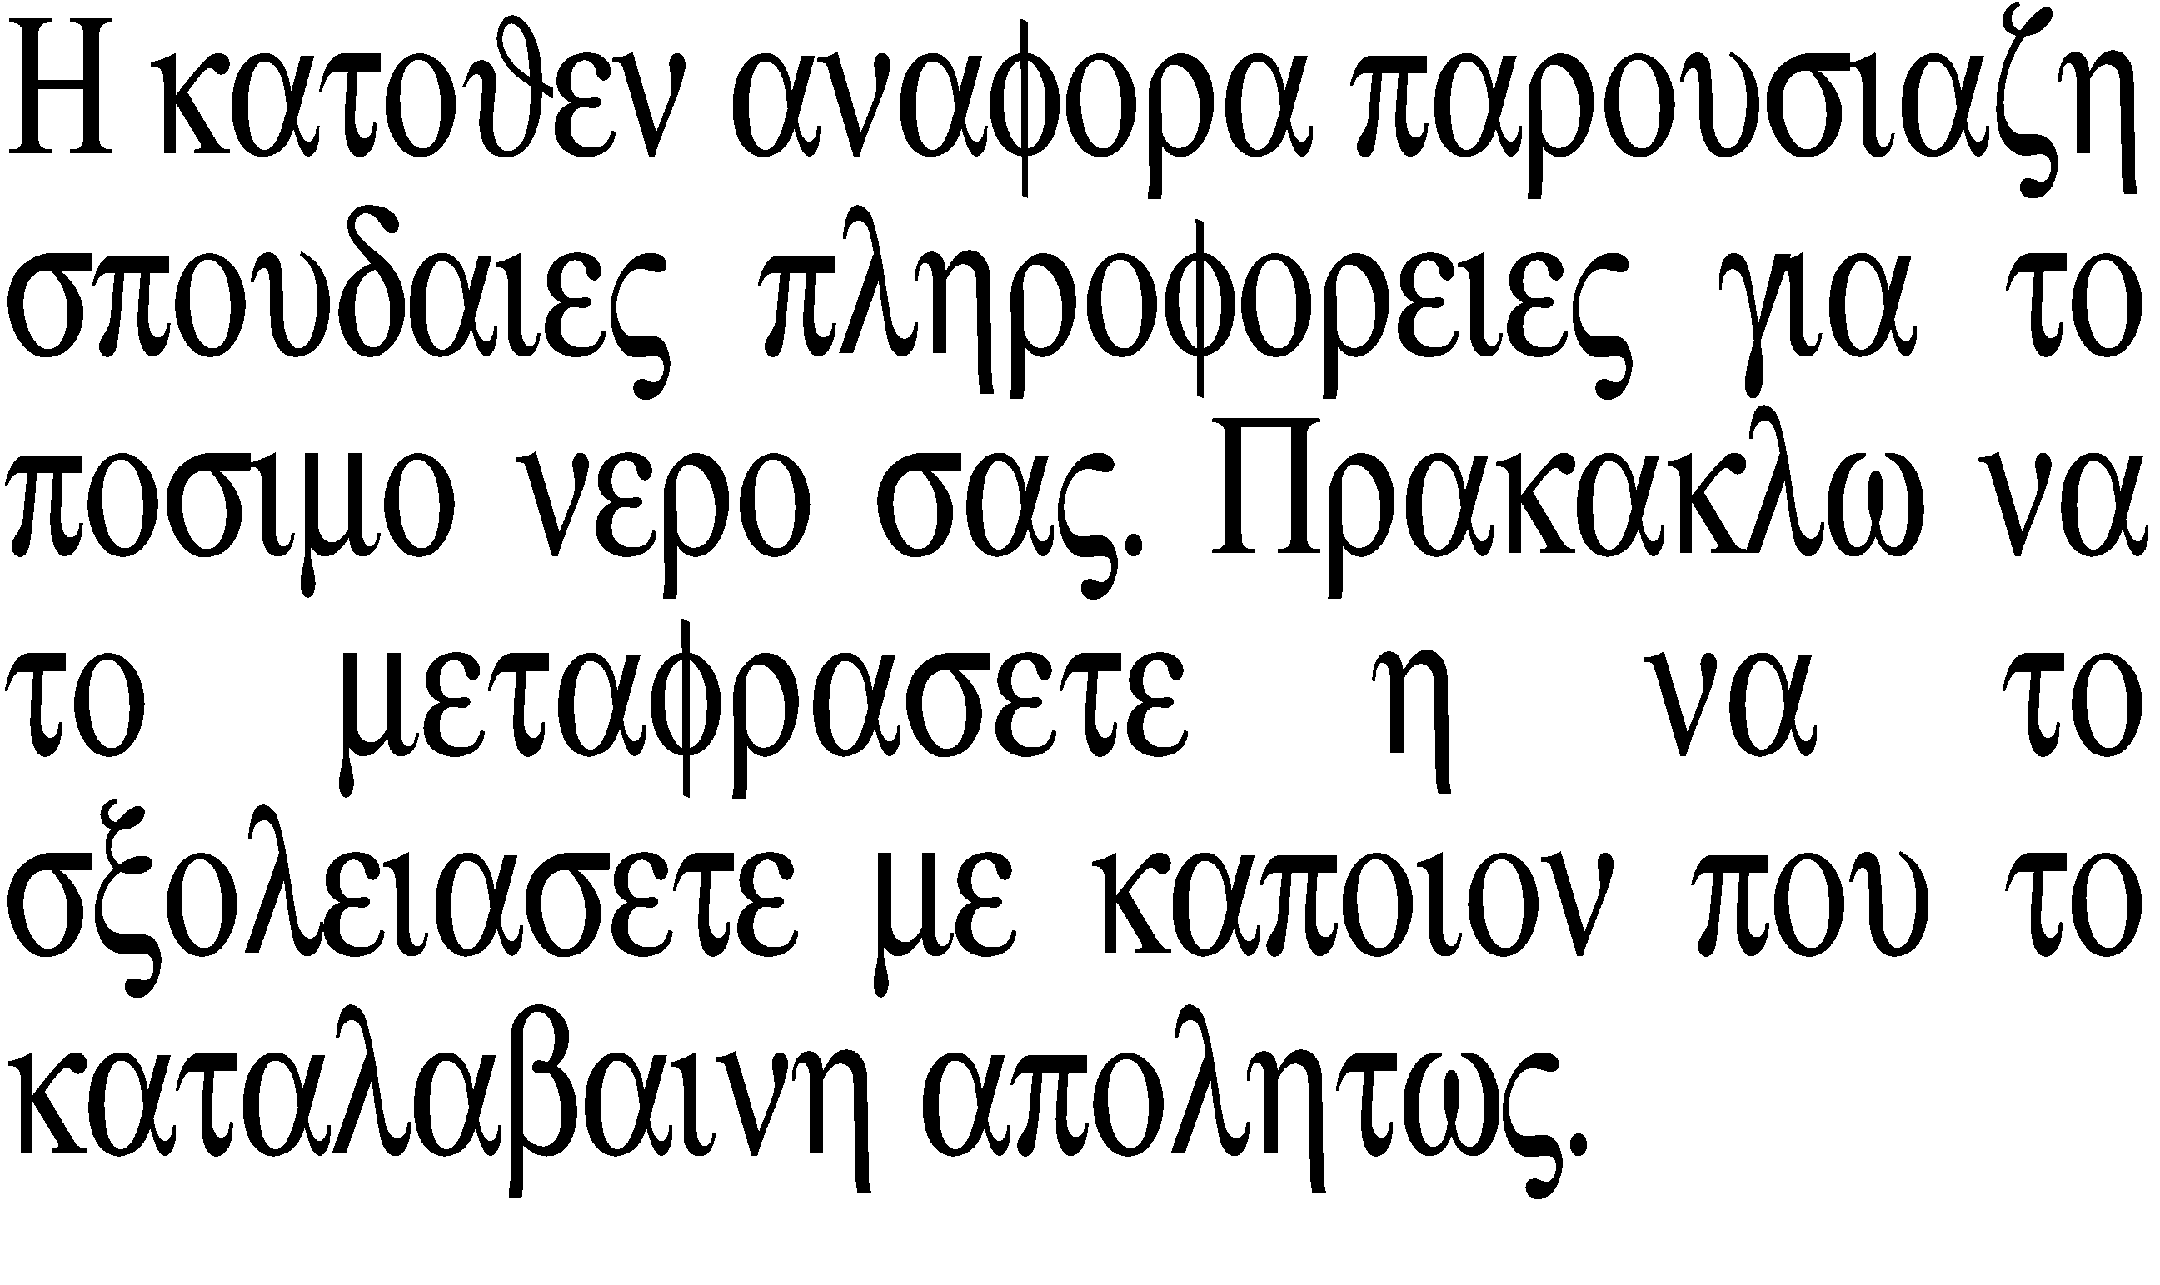 Η κατοθεν αναφορα παρουσιαζη
σπουδαιες πληροφορειες για το
ποσιμο νερο σας. Πρακακλω να
το μεταφρασετε η να το
σξολειασετε με καποιον που το
καταλαβαινη απολητως.